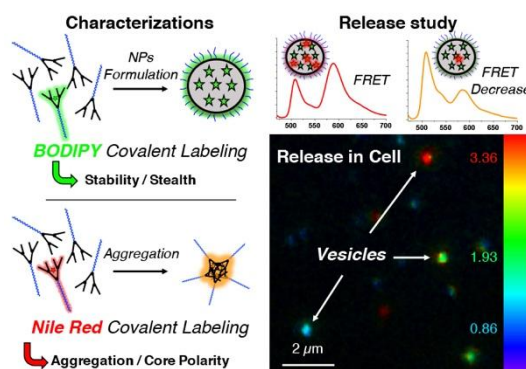 Characterizations
NPs
Formulation
BODIPY Covalent Labeling
Stability / Stealth
Aggregation
Nile Red Covalent Labeling
Aggregation / Core Polarity
Release study
FRET
500 550 600 650 700
FRET
Decrease
500 550 600 650 700
Release in Cell
3.36
Vesicles
1.93
0.86
2 µm